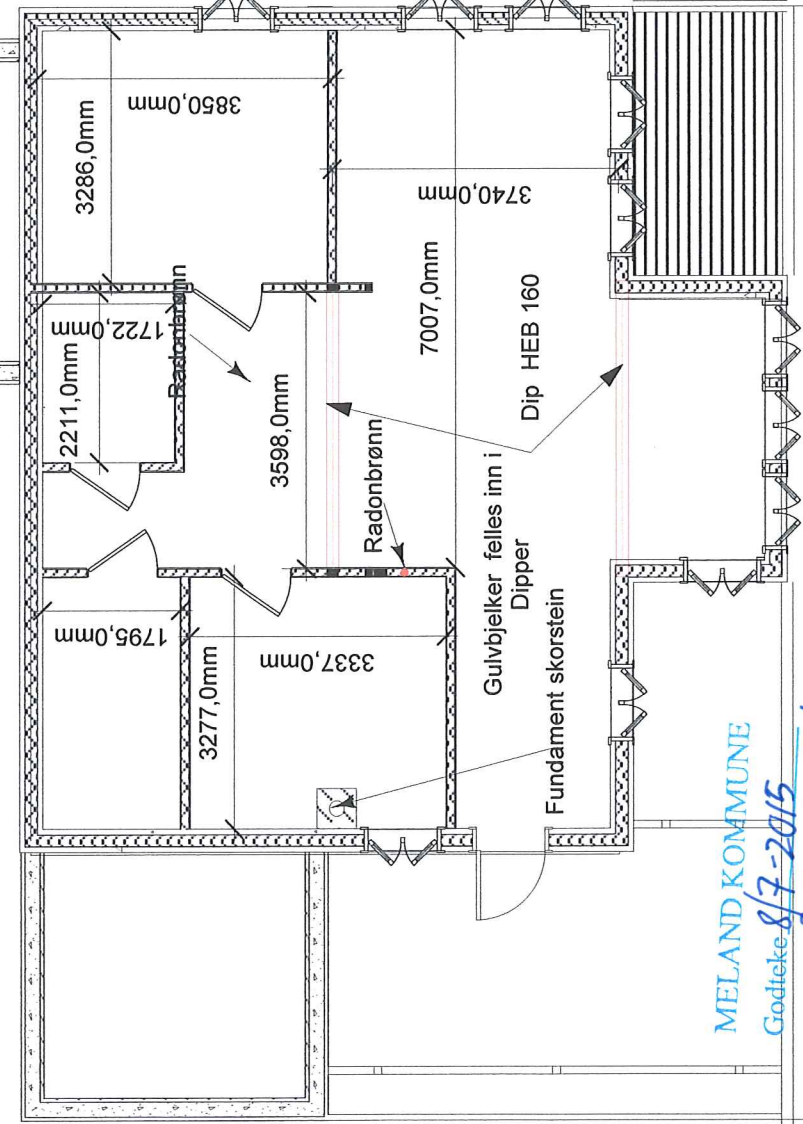 3850,0mm
3286,0mm
3740,0mm
1722,0mm
Radonbrønn
2211,0mm
7007,0mm
Dip HEB 160
3598,0mm
Radonbrønn
Gulvbjelker felles inn i
Dipper
1795,0mm
3337,0mm
3277,0mm
Fundament skorstein
MELAND KOMMUNE
Godteke 8/7-2015